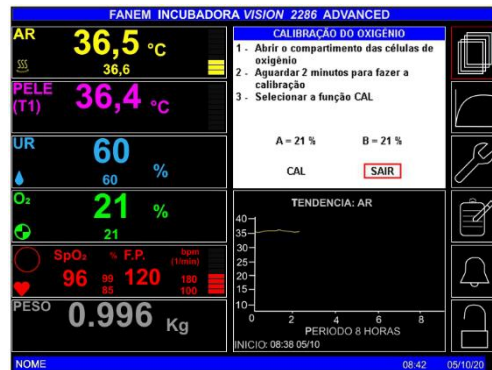 FANEM INCUBADORA VISION 2286 ADVANCED
AR
36,5 °C
36,6
PELE
(T1)
36,4 °C
UR
60 %
60
O₂
21 %
21
SpO₂ % F.P. bpm
(1/min)
96 99 120 180
85 100
PESO
0.996 Kg
CALIBRAÇÃO DO OXIGÊNIO
1 - Abrir o compartimento das células de
oxigênio
2 - Aguardar 2 minutos para fazer a
calibração
3 - Selecionar a função CAL
A = 21 % B = 21 %
CAL SAIR
TENDENCIA: AR
40
35
30
25
20
15
10
0 2 4 6 8
PERIODO 8 HORAS
INICIO: 08:38 05/10
NOME 08:42 05/10/20